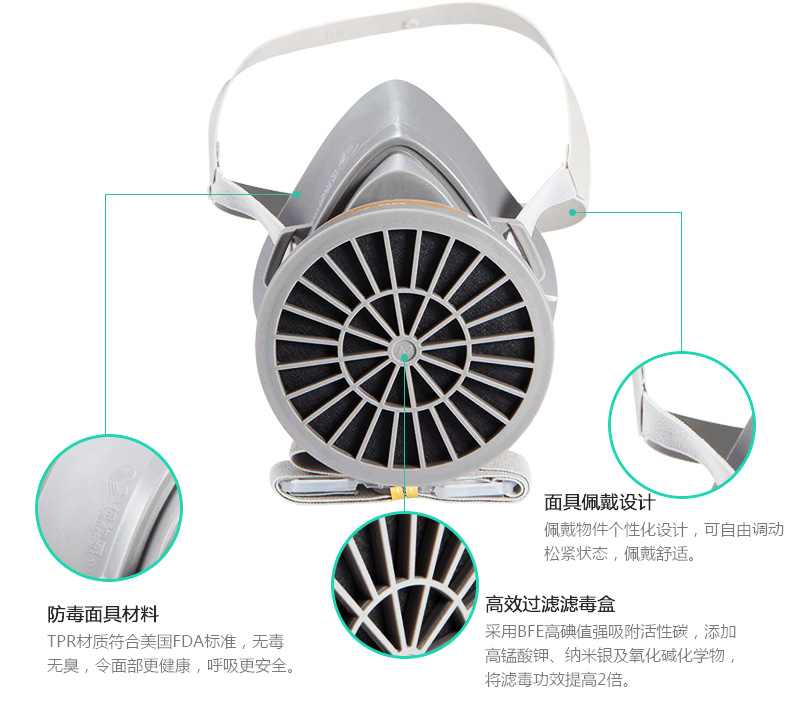 面具佩戴设计
佩戴物件个性化设计，可自由调动
松紧状态，佩戴舒适。
高效过滤滤毒盒
采用BFE高碘值强吸附活性碳，添加
高锰酸钾、纳米银及氧化碱化学物，
将滤毒功效提高2倍。
防毒面具材料
TPR材质符合美国FDA标准，无毒
无臭，令面部更健康，呼吸更安全。